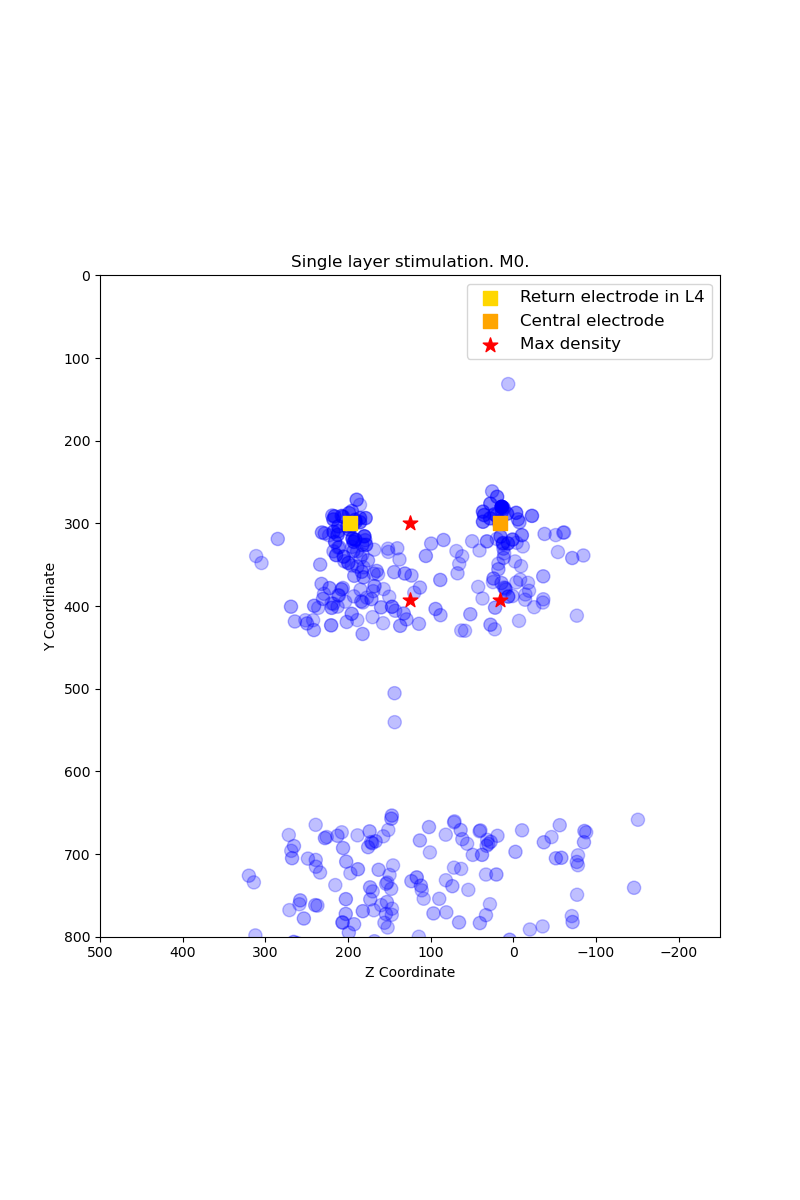 Single layer stimulation. M0.
Return electrode in L4
Central electrode
Max density
0
100
200
300
400
500
600
700
800
Y Coordinate
500 400 300 200 100 0 −100 −200
Z Coordinate